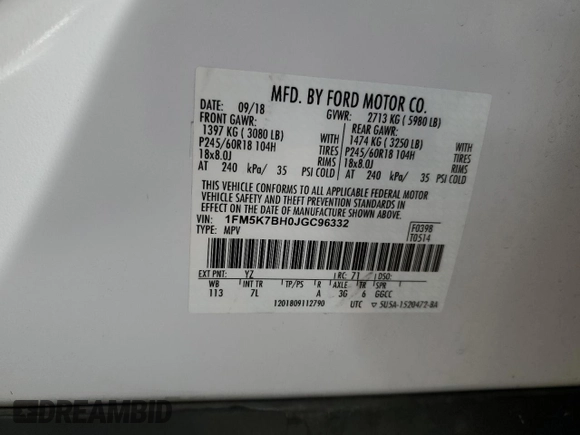 MFD. BY FORD MOTOR CO.
DATE: 09/18 GVWR: 2713 KG ( 5980 LB)
FRONT GAWR: REAR GAWR:
1397 KG ( 3080 LB) WITH 1474 KG ( 3250 LB) WITH
P245/60R18 104H TIRES P245/60R18 104H TIRES
18x8.0J RIMS 18x8.0J RIMS
AT 240 kPa/ 35 PSI COLD AT 240 kPa/ 35 PSI COLD
THIS VEHICLE CONFORMS TO ALL APPLICABLE FEDERAL MOTOR
VEHICLE SAFETY AND THEFT PREVENTION STANDARDS IN
EFFECT ON THE DATE OF MANUFACTURE SHOWN ABOVE.
VIN: 1FM5K7BH0JGC96332 F0398
TYPE: MPV T0514
EXT PNT: YZ RC: 71 DSO:
WB INT TR TP/PS R AXLE TR SPR
113 7L A 3G 6 GGCC
1201809112790 UTC ▽ 5U5A-1520472-BA
DREAMBID